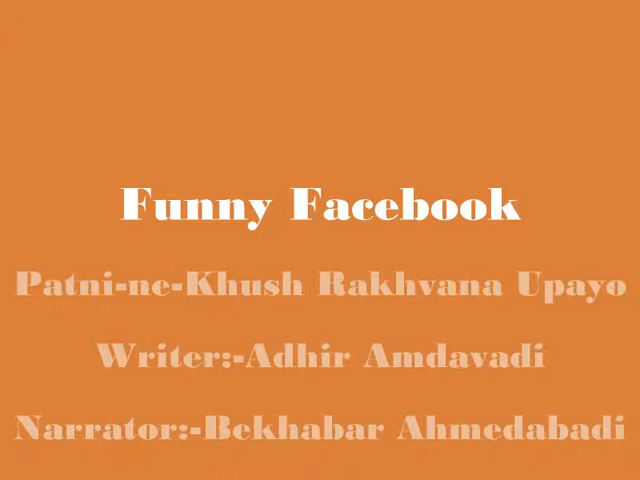 Funny Facebook
Patni-ne-Khush Rakhvana Upayo
Writer:-Adhir Amdavadi
Narrator:-Bekhabar Ahmedabadi